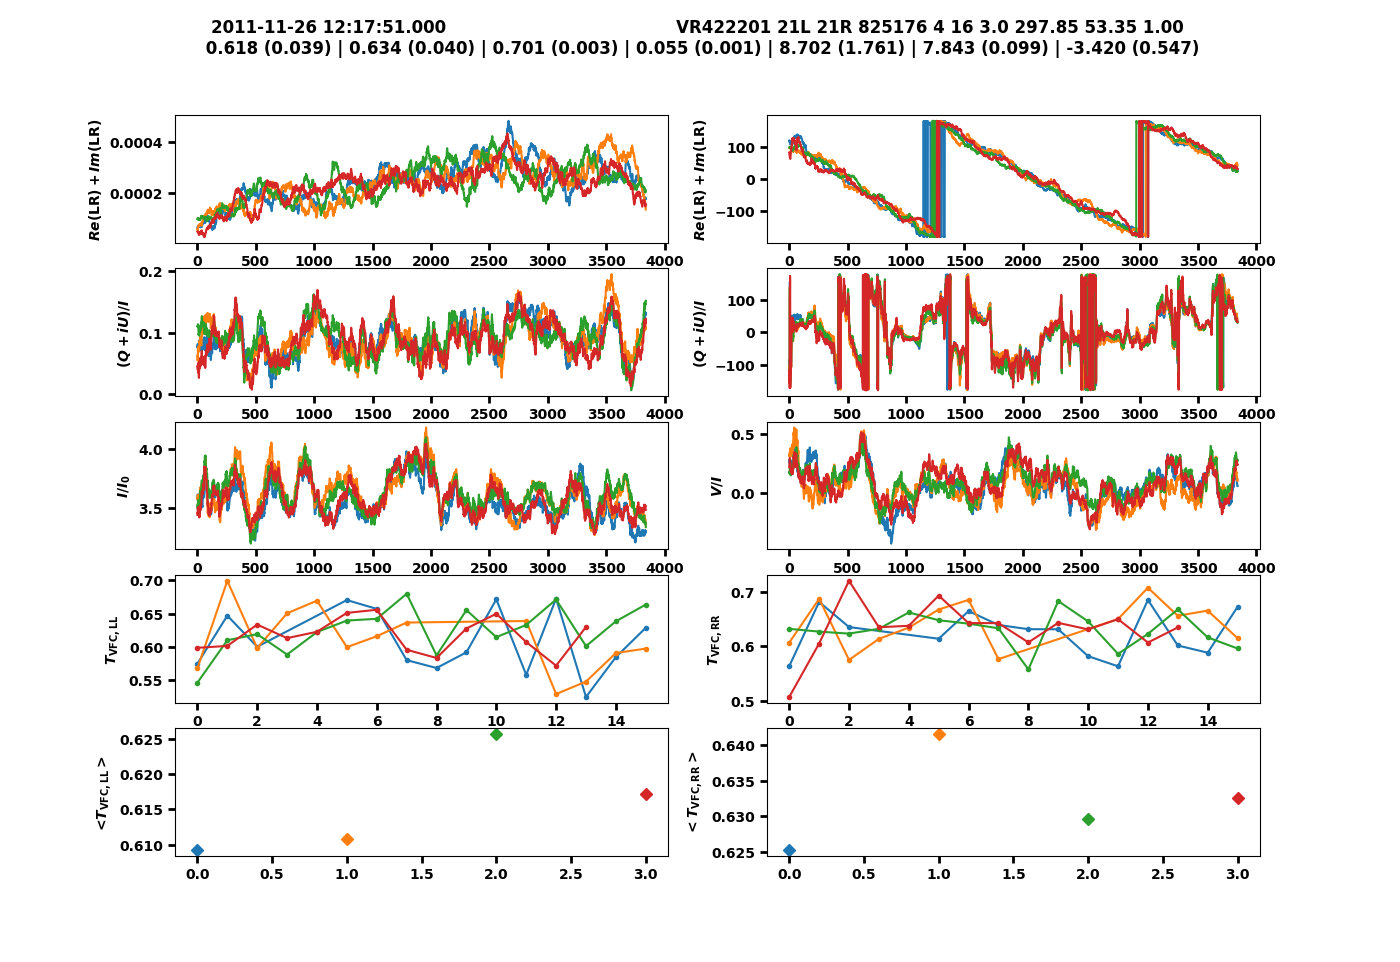 2011-11-26 12:17:51.000 VR422201 21L 21R 825176 4 16 3.0 297.85 53.35 1.00
0.618 (0.039) | 0.634 (0.040) | 0.701 (0.003) | 0.055 (0.001) | 8.702 (1.761) | 7.843 (0.099) | -3.420 (0.547)
Re(LR) + Im(LR)
0.0004
0.0002
0 500 1000 1500 2000 2500 3000 3500 4000
Re(LR) + Im(LR)
100
0
−100
0 500 1000 1500 2000 2500 3000 3500 4000
(Q + iU)/I
0.2
0.1
0.0
0 500 1000 1500 2000 2500 3000 3500 4000
(Q + iU)/I
100
0
−100
0 500 1000 1500 2000 2500 3000 3500 4000
I/I0
4.0
3.5
0 500 1000 1500 2000 2500 3000 3500 4000
V/I
0.5
0.0
0 500 1000 1500 2000 2500 3000 3500 4000
TVFC, LL
0.70
0.65
0.60
0.55
0 2 4 6 8 10 12 14
TVFC, RR
0.7
0.6
0.5
0 2 4 6 8 10 12 14
<TVFC, LL >
0.625
0.620
0.615
0.610
0.0 0.5 1.0 1.5 2.0 2.5 3.0
< TVFC, RR >
0.640
0.635
0.630
0.625
0.0 0.5 1.0 1.5 2.0 2.5 3.0